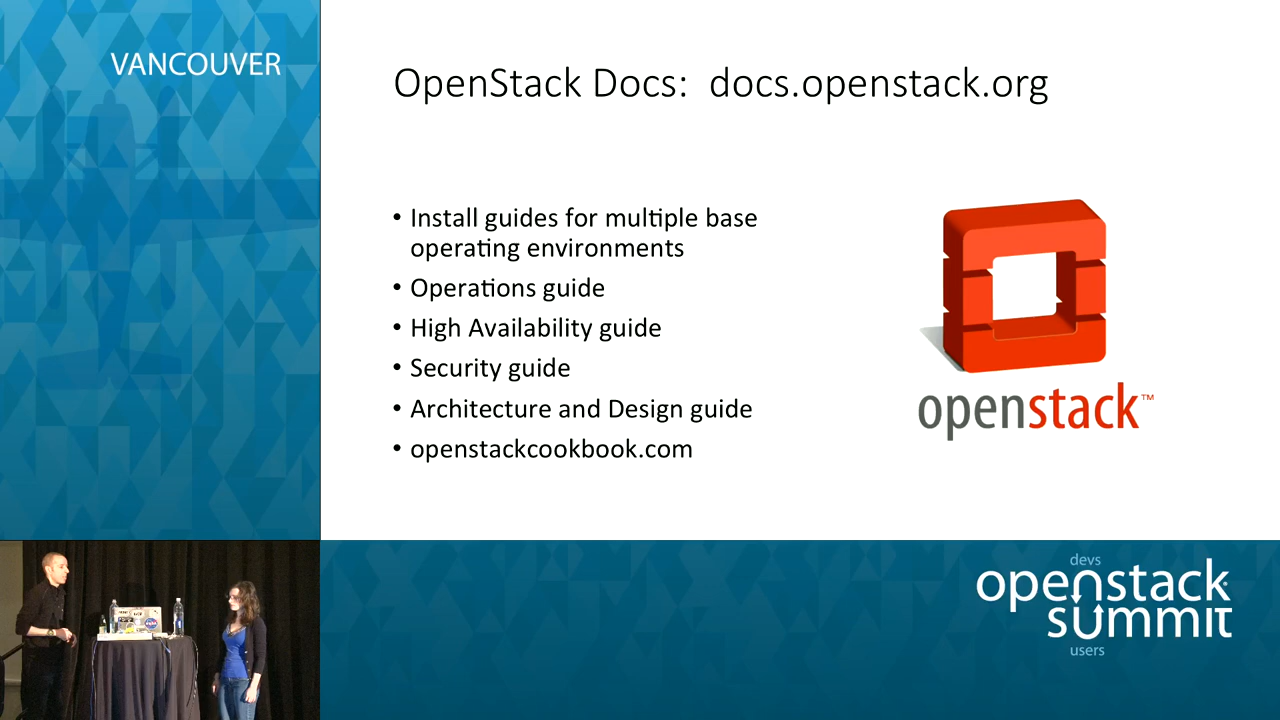 VANCOUVER
OpenStack Docs: docs.openstack.org
• Install guides for multiple base
operating environments
• Operations guide
• High Availability guide
• Security guide
• Architecture and Design guide
• openstackcookbook.com
openstack™
devs
openstack
summit
users